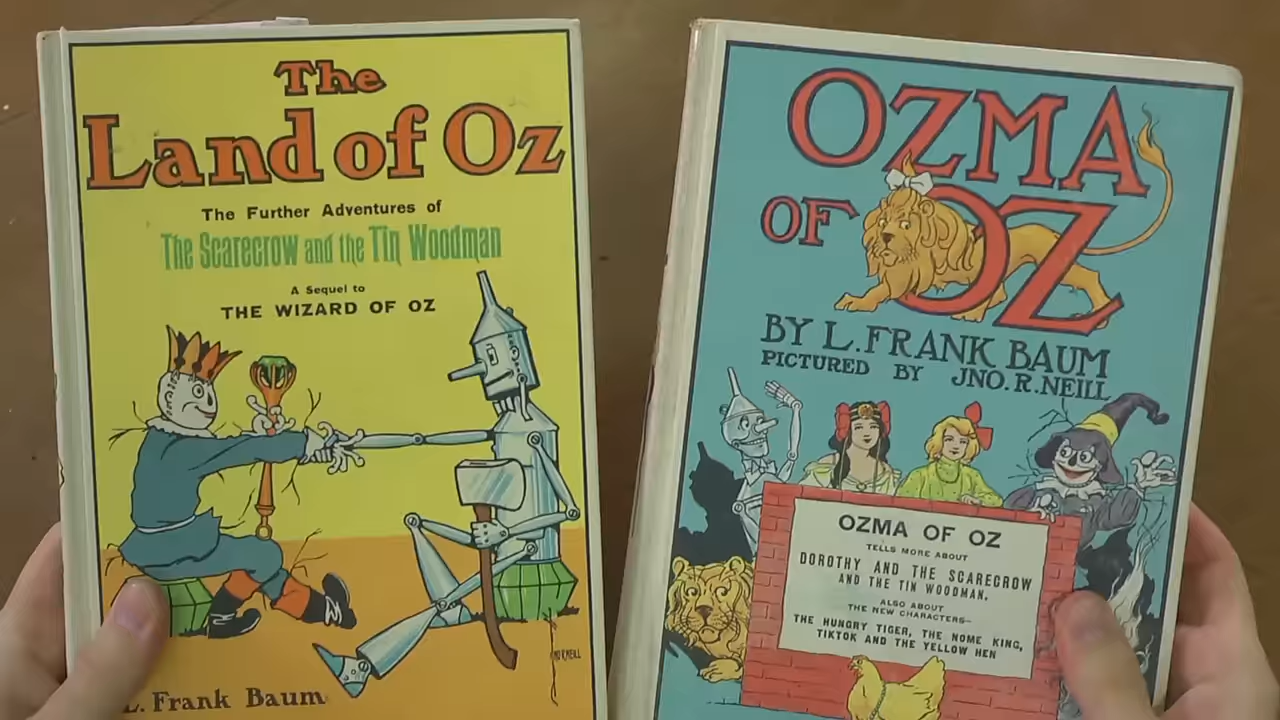 The
Land of Oz
The Further Adventures of
The Scarecrow and the Tin Woodman
A Sequel to
THE WIZARD OF OZ
L. Frank Baum
OZMA
OF OZ
BY L. FRANK BAUM
PICTURED BY JNO. R. NEILL
OZMA OF OZ
TELLS MORE ABOUT
DOROTHY AND THE SCARECROW
AND THE TIN WOODMAN,
ALSO ABOUT
THE NEW CHARACTERS—
THE HUNGRY TIGER, THE NOME KING,
TIKTOK AND THE YELLOW HEN